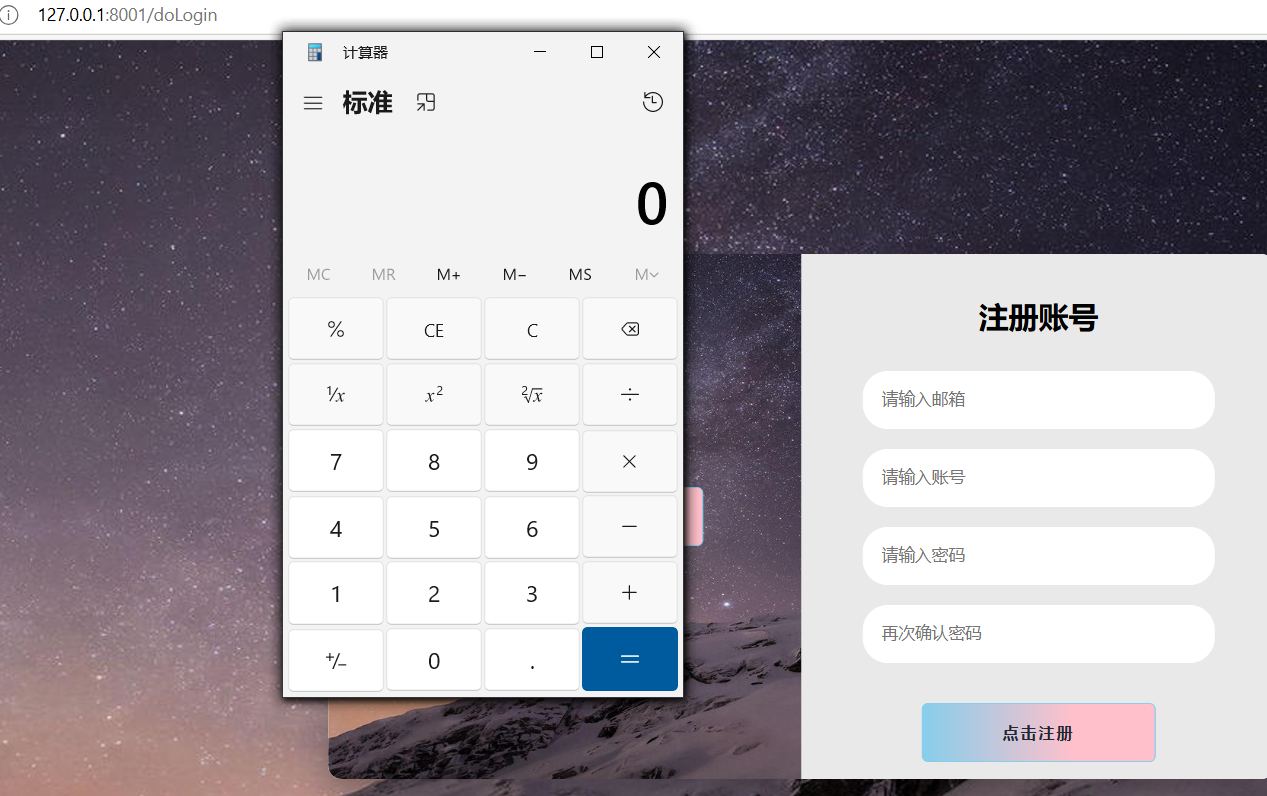 127.0.0.1:8001/doLogin
计算器
标准
0
MC MR M+ M− MS M
% CE C
¹/x x² ²√x ÷
7 8 9 ×
4 5 6 −
1 2 3 +
+/− 0 . =
注册账号
请输入邮箱
请输入账号
请输入密码
再次确认密码
点击注册